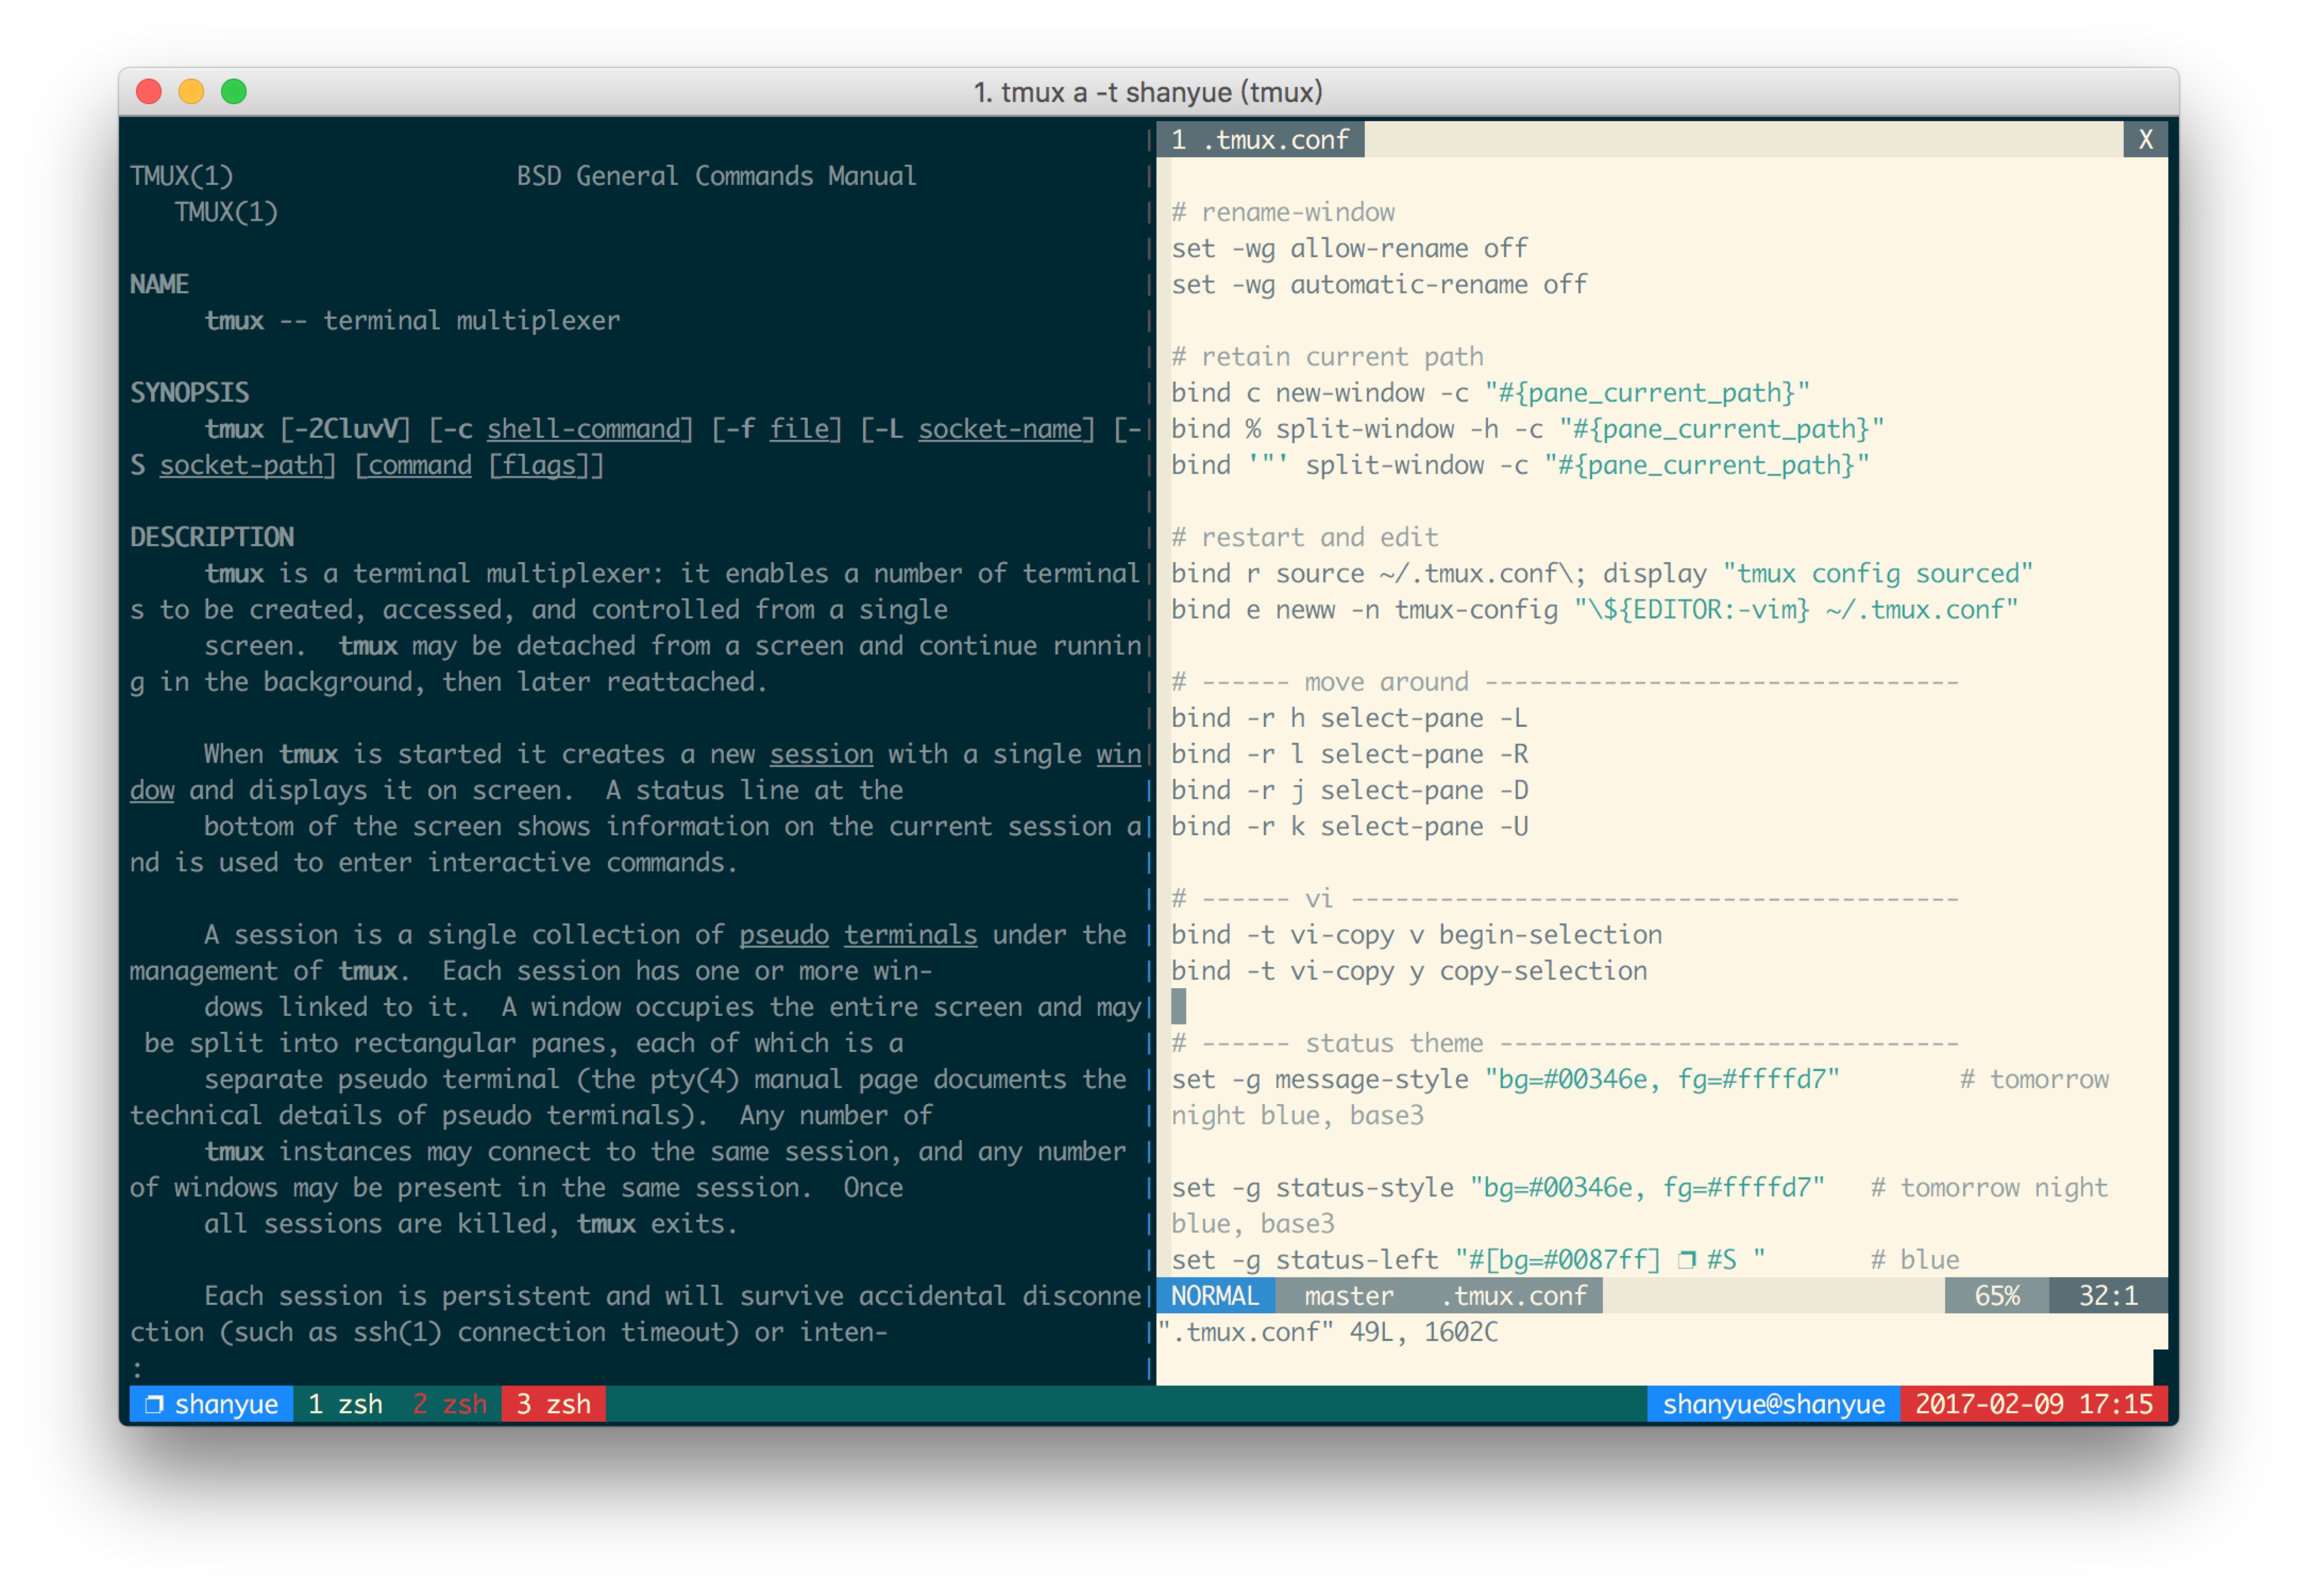 1. tmux a -t shanyue (tmux)
TMUX(1)                   BSD General Commands Manual
   TMUX(1)
NAME
     tmux -- terminal multiplexer
SYNOPSIS
     tmux [-2CluvV] [-c shell-command] [-f file] [-L socket-name] [-
S socket-path] [command [flags]]
DESCRIPTION
     tmux is a terminal multiplexer: it enables a number of terminal
s to be created, accessed, and controlled from a single
     screen.  tmux may be detached from a screen and continue runnin
g in the background, then later reattached.
     When tmux is started it creates a new session with a single win
dow and displays it on screen.  A status line at the
     bottom of the screen shows information on the current session a
nd is used to enter interactive commands.
     A session is a single collection of pseudo terminals under the
management of tmux.  Each session has one or more win-
     dows linked to it.  A window occupies the entire screen and may
 be split into rectangular panes, each of which is a
     separate pseudo terminal (the pty(4) manual page documents the
technical details of pseudo terminals).  Any number of
     tmux instances may connect to the same session, and any number
of windows may be present in the same session.  Once
     all sessions are killed, tmux exits.
     Each session is persistent and will survive accidental disconne
ction (such as ssh(1) connection timeout) or inten-
:
1 .tmux.conf X
# rename-window
set -wg allow-rename off
set -wg automatic-rename off
# retain current path
bind c new-window -c "#{pane_current_path}"
bind % split-window -h -c "#{pane_current_path}"
bind '"' split-window -c "#{pane_current_path}"
# restart and edit
bind r source ~/.tmux.conf\; display "tmux config sourced"
bind e neww -n tmux-config "\${EDITOR:-vim} ~/.tmux.conf"
# ------ move around --------------------------------
bind -r h select-pane -L
bind -r l select-pane -R
bind -r j select-pane -D
bind -r k select-pane -U
# ------ vi -----------------------------------------
bind -t vi-copy v begin-selection
bind -t vi-copy y copy-selection
# ------ status theme -------------------------------
set -g message-style "bg=#00346e, fg=#ffffd7"        # tomorrow
night blue, base3
set -g status-style "bg=#00346e, fg=#ffffd7"   # tomorrow night
blue, base3
set -g status-left "#[bg=#0087ff] ❐ #S "       # blue
NORMAL  master   .tmux.conf  65%  32:1
".tmux.conf" 49L, 1602C
❐ shanyue 1 zsh  2 zsh  3 zsh  shanyue@shanyue  2017-02-09 17:15